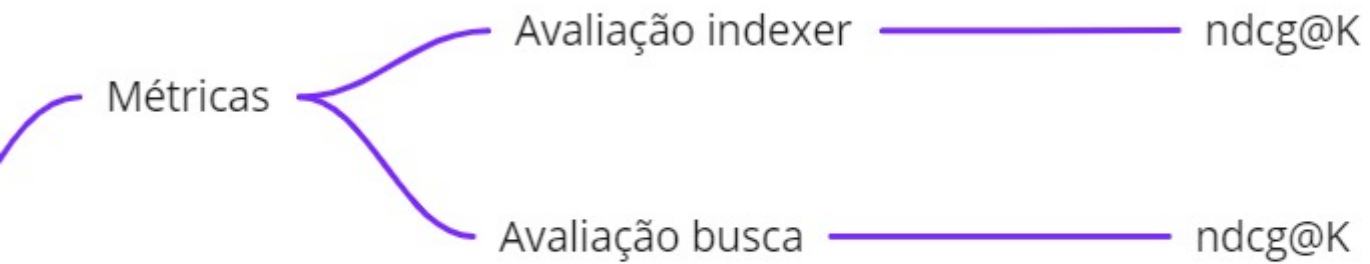 Avaliação indexer
ndcg@K
Métricas
Avaliação busca
ndcg@K